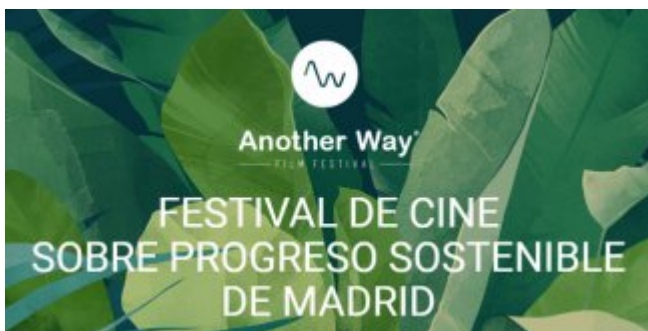 Another Way
FILM FESTIVAL
FESTIVAL DE CINE
SOBRE PROGRESO SOSTENIBLE
DE MADRID